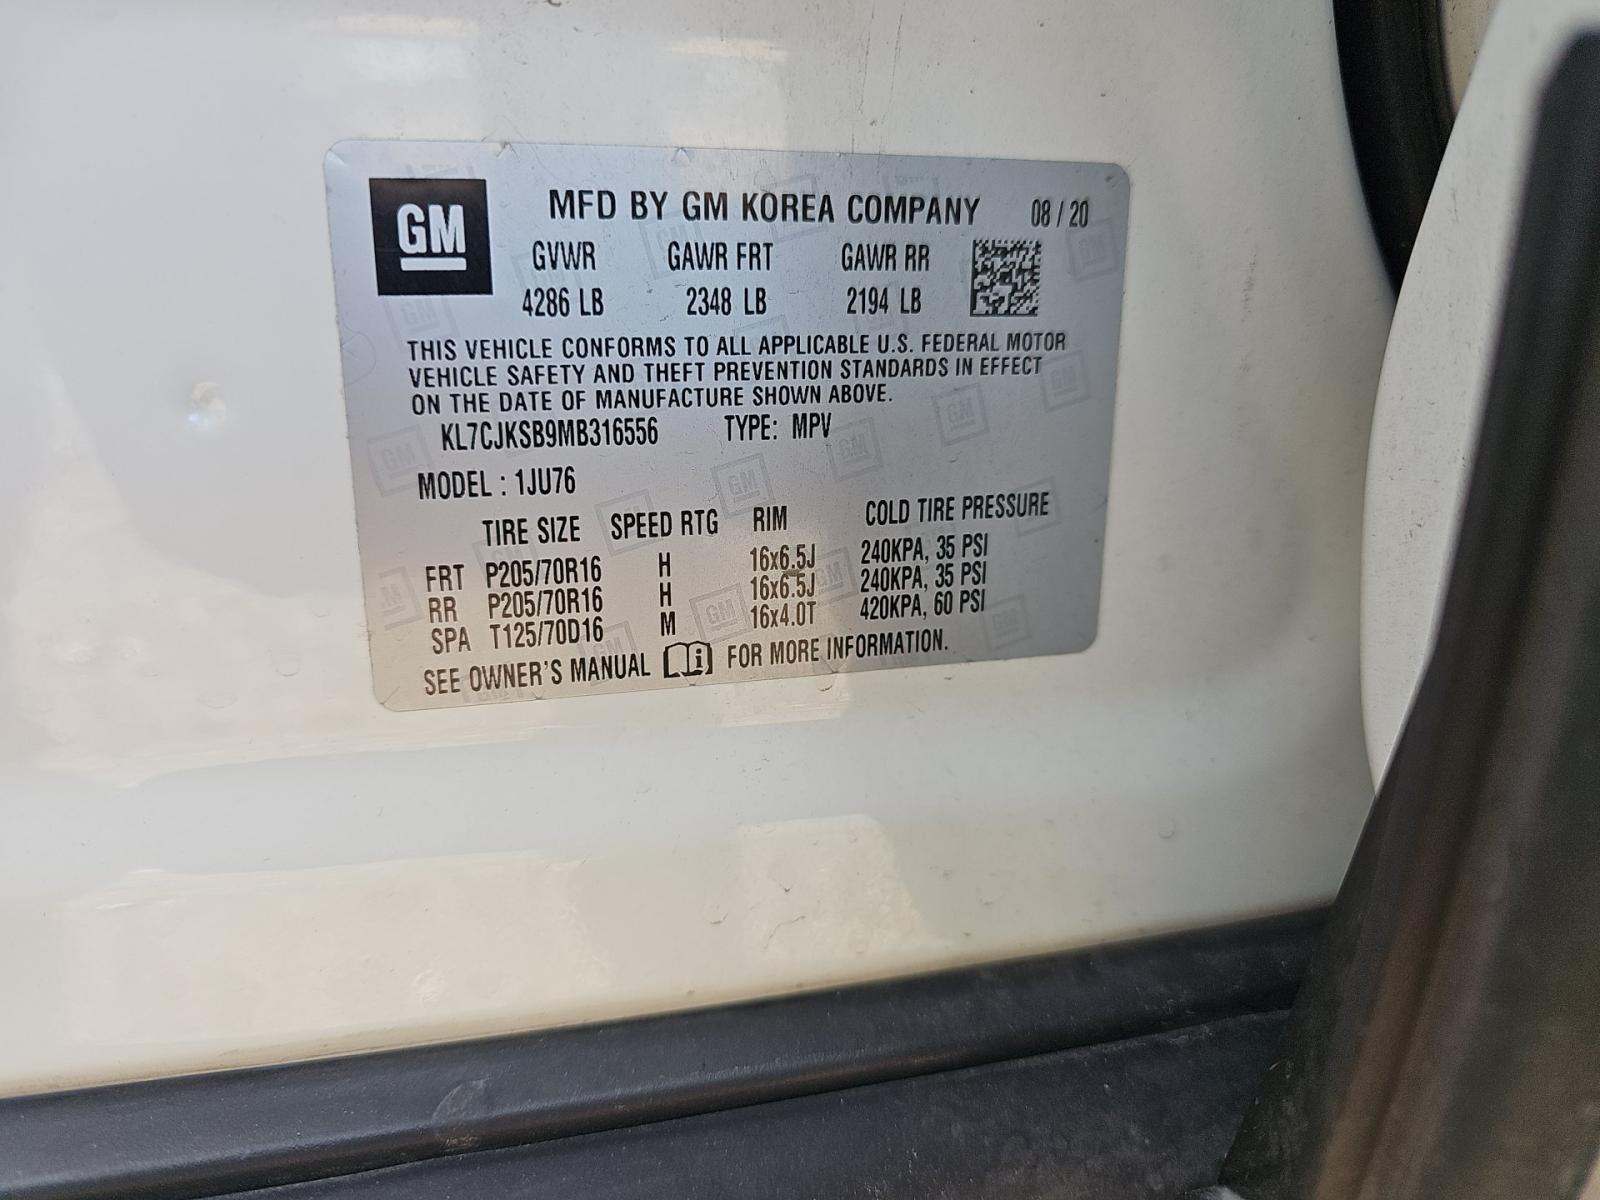 GM
MFD BY GM KOREA COMPANY 08 / 20
GVWR GAWR FRT GAWR RR
4286 LB 2348 LB 2194 LB
THIS VEHICLE CONFORMS TO ALL APPLICABLE U.S. FEDERAL MOTOR
VEHICLE SAFETY AND THEFT PREVENTION STANDARDS IN EFFECT
ON THE DATE OF MANUFACTURE SHOWN ABOVE.
KL7CJKSB9MB316556 TYPE: MPV
MODEL : 1JU76
TIRE SIZE SPEED RTG RIM COLD TIRE PRESSURE
FRT P205/70R16 H 16x6.5J 240KPA, 35 PSI
RR P205/70R16 H 16x6.5J 240KPA, 35 PSI
SPA T125/70D16 M 16x4.0T 420KPA, 60 PSI
SEE OWNER'S MANUAL FOR MORE INFORMATION.